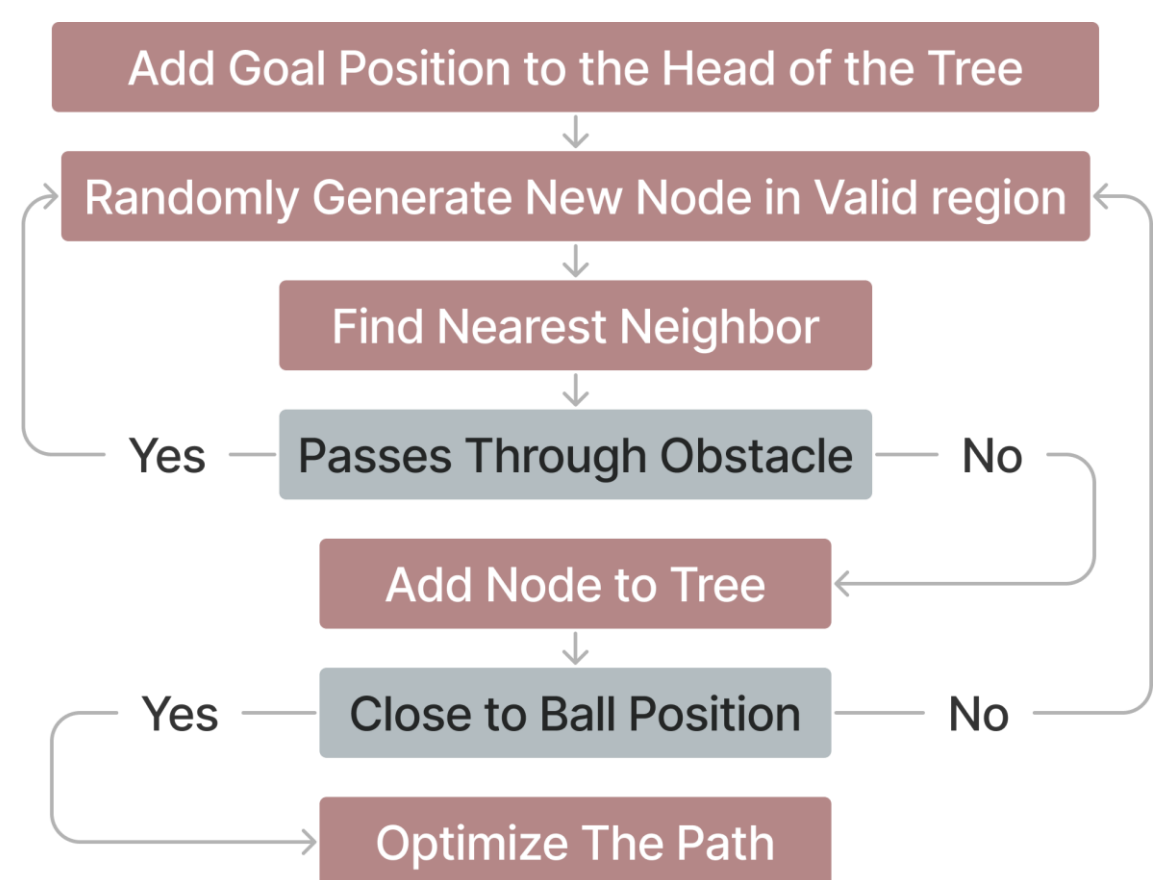 Add Goal Position to the Head of the Tree
Randomly Generate New Node in Valid region
Find Nearest Neighbor
Yes
Passes Through Obstacle
No
Add Node to Tree
Yes
Close to Ball Position
No
Optimize The Path